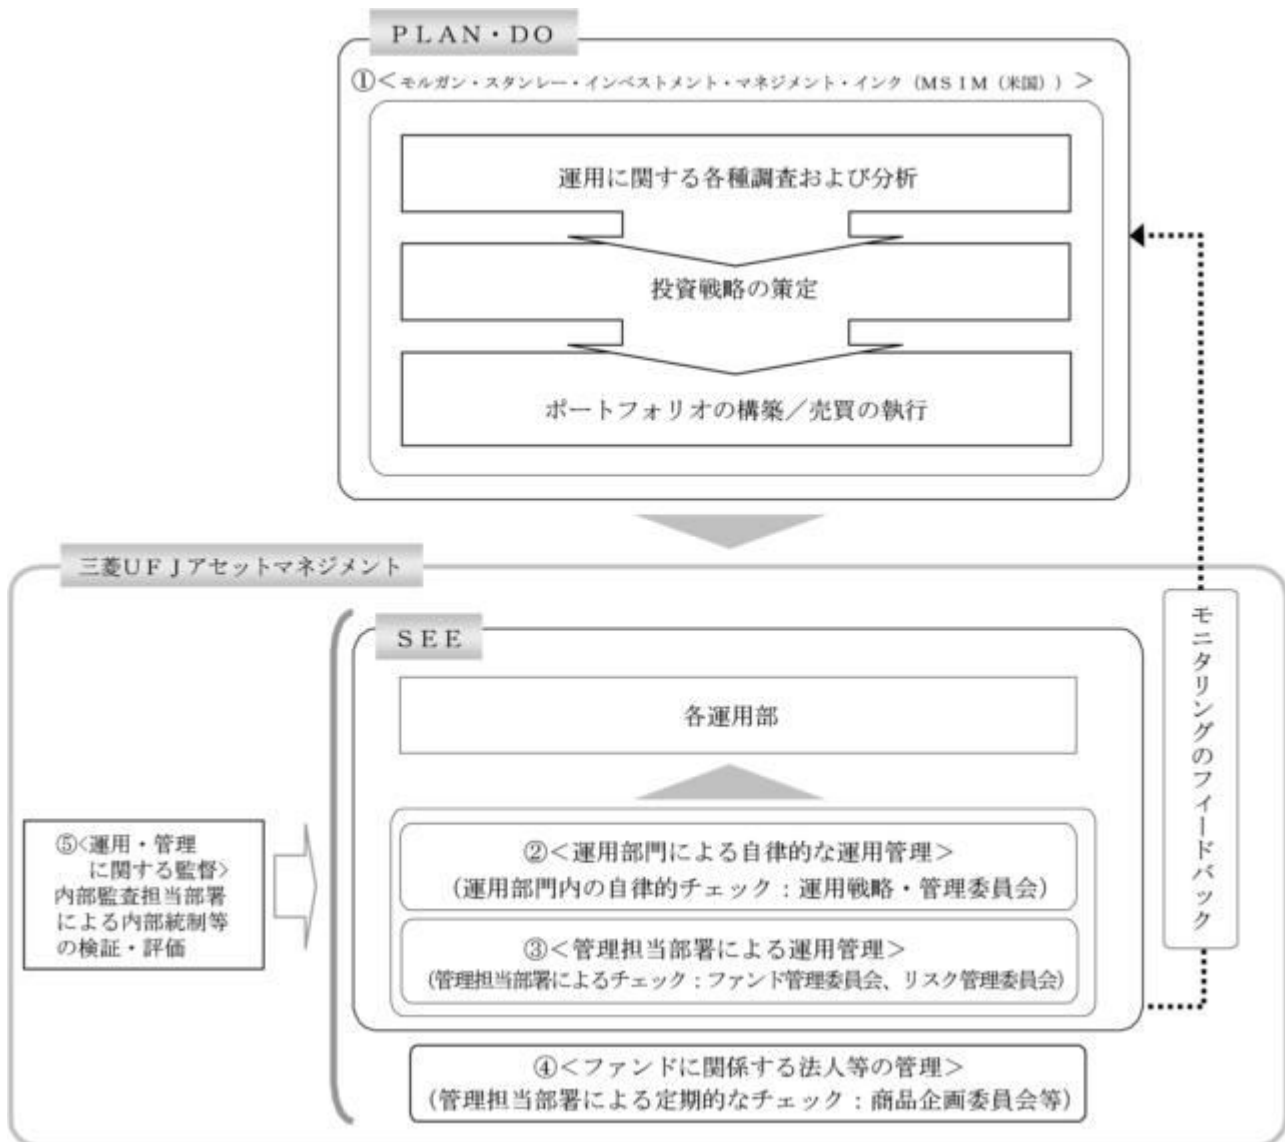 ＰＬＡＮ・ＤＯ
①＜モルガン・スタンレー・インベストメント・マネジメント・インク（ＭＳＩＭ（米国））＞
運用に関する各種調査および分析
投資戦略の策定
ポートフォリオの構築／売買の執行
三菱ＵＦＪアセットマネジメント
ＳＥＥ
各運用部
②＜運用部門による自律的な運用管理＞
（運用部門内の自律的チェック：運用戦略・管理委員会）
③＜管理担当部署による運用管理＞
（管理担当部署によるチェック：ファンド管理委員会、リスク管理委員会）
④＜ファンドに関係する法人等の管理＞
（管理担当部署による定期的なチェック：商品企画委員会等）
⑤＜運用・管理
に関する監督＞
内部監査担当部署
による内部統制等
の検証・評価
モニタリングのフィードバック